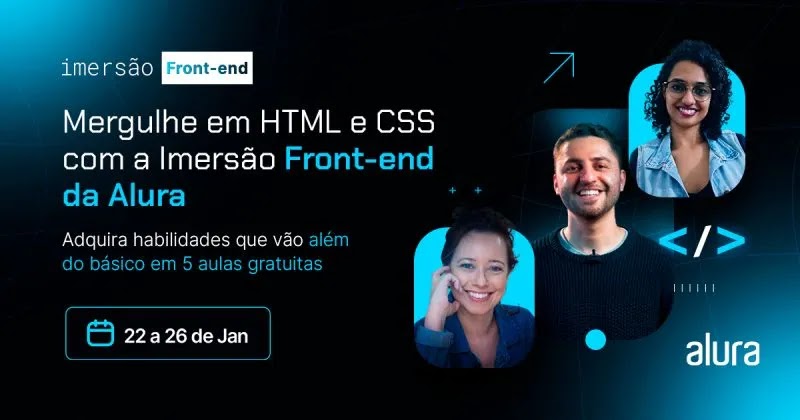 imersão Front-end
Mergulhe em HTML e CSS
com a Imersão Front-end
da Alura
Adquira habilidades que vão além
do básico em 5 aulas gratuitas
22 a 26 de Jan
</>
alura